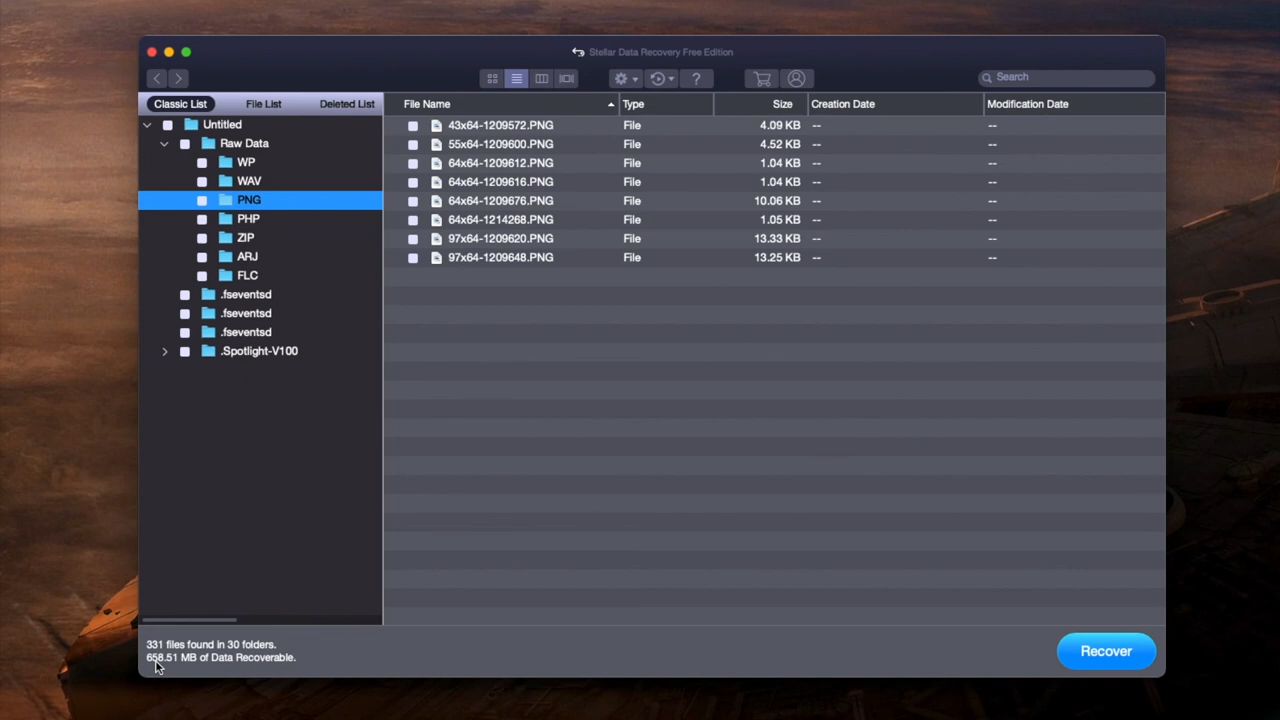 Stellar Data Recovery Free Edition
Search
Classic List File List Deleted List
File Name Type Size Creation Date Modification Date
Untitled
Raw Data
WP
WAV
PNG
PHP
ZIP
ARJ
FLC
.fseventsd
.fseventsd
.fseventsd
.Spotlight-V100
43x64-1209572.PNG File 4.09 KB -- --
55x64-1209600.PNG File 4.52 KB -- --
64x64-1209612.PNG File 1.04 KB -- --
64x64-1209616.PNG File 1.04 KB -- --
64x64-1209676.PNG File 10.06 KB -- --
64x64-1214268.PNG File 1.05 KB -- --
97x64-1209620.PNG File 13.33 KB -- --
97x64-1209648.PNG File 13.25 KB -- --
331 files found in 30 folders.
658.51 MB of Data Recoverable.
Recover